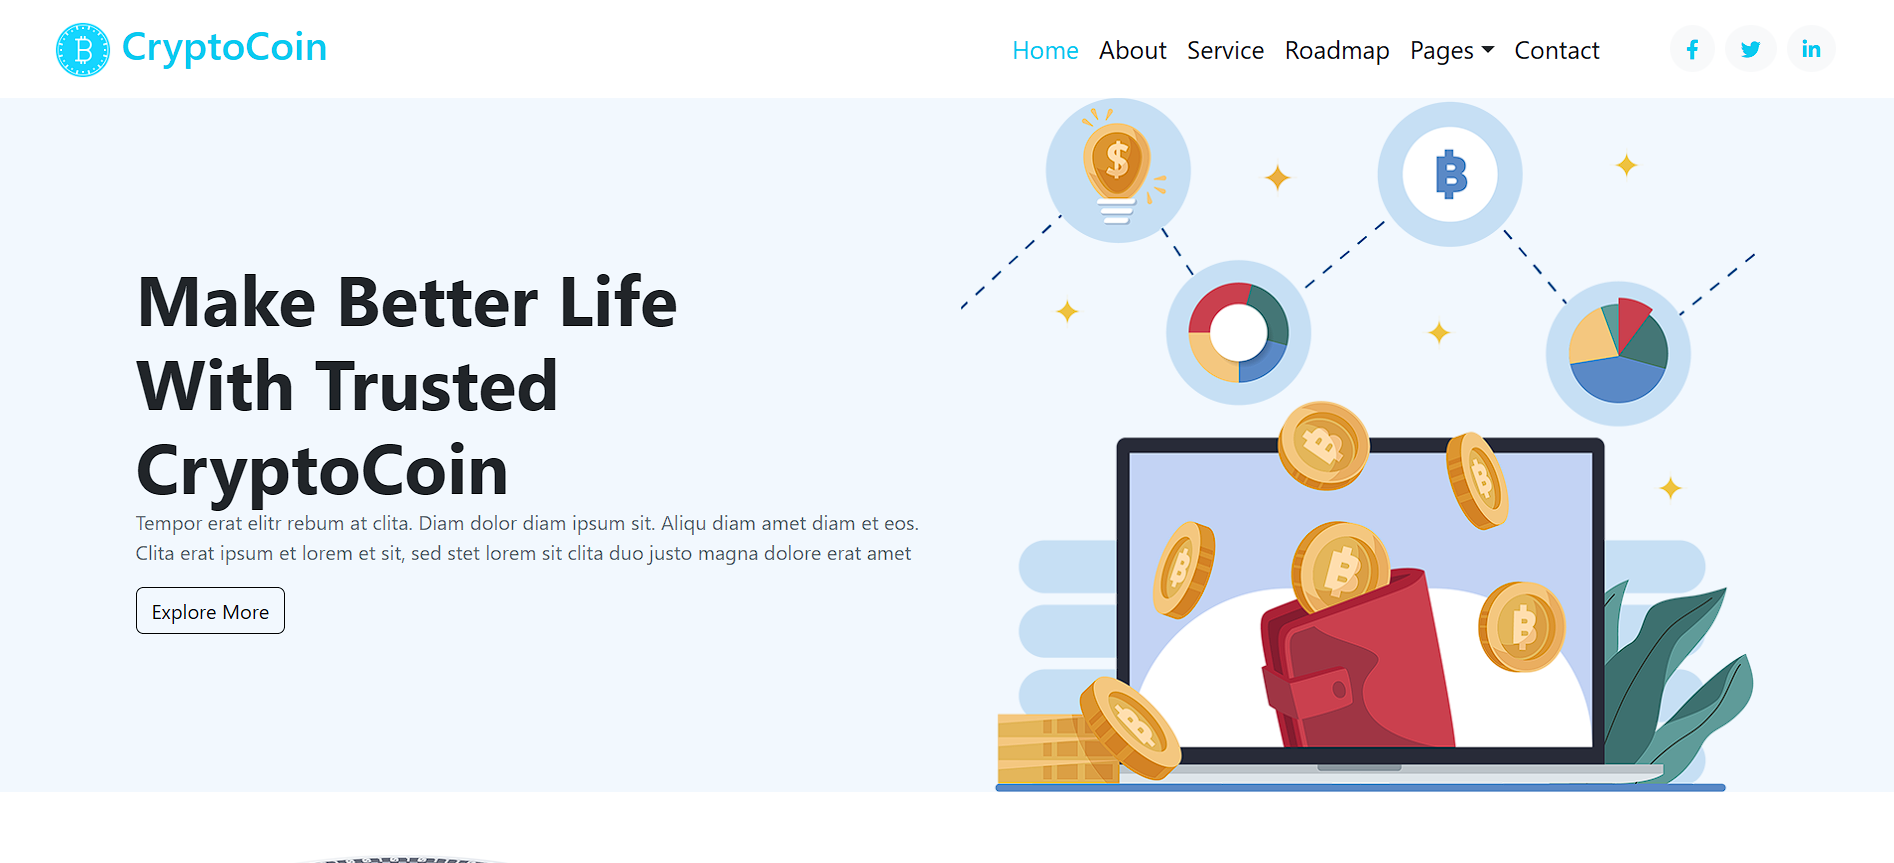 CryptoCoin
Home About Service Roadmap Pages Contact
Make Better Life
With Trusted
CryptoCoin
Tempor erat elitr rebum at clita. Diam dolor diam ipsum sit. Aliqu diam amet diam et eos.
Clita erat ipsum et lorem et sit, sed stet lorem sit clita duo justo magna dolore erat amet
Explore More